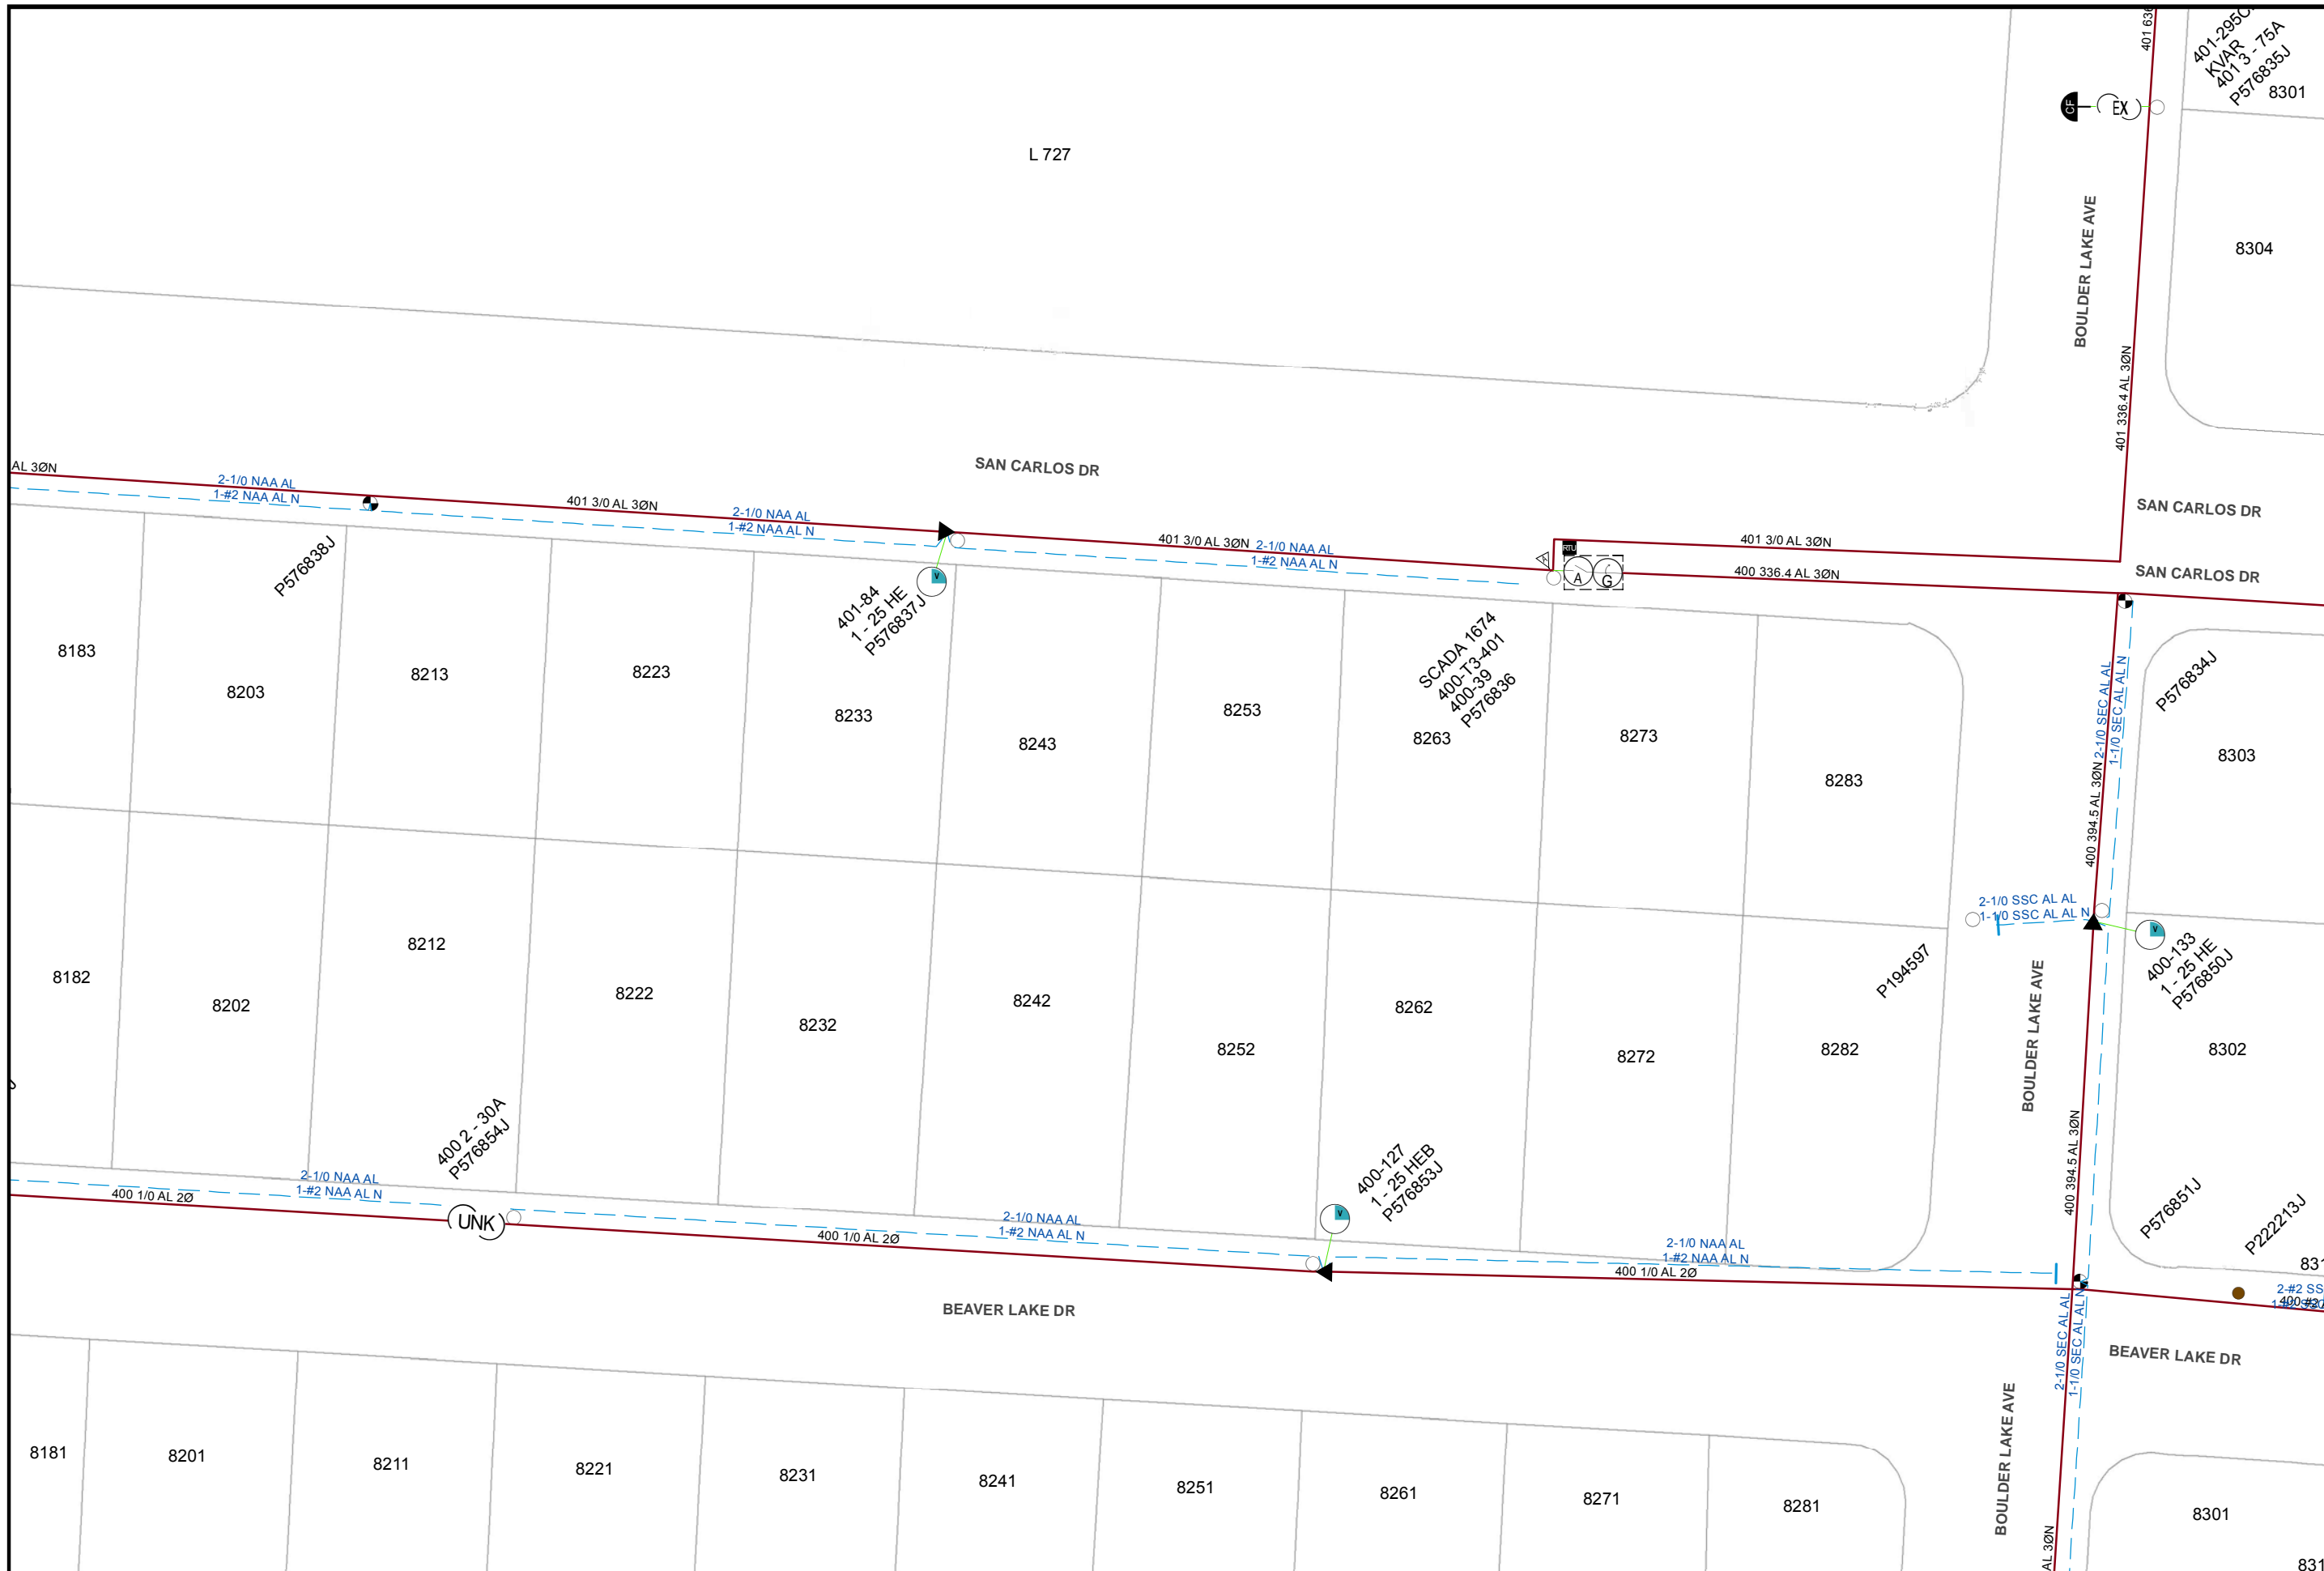 401 636
401-295C
KVAR
401 3 - 75A
P576835J
8301
CF
EX
L 727
BOULDER LAKE AVE
8304
401 336.4 AL 3ØN
SAN CARLOS DR
SAN CARLOS DR
AL 3ØN
2-1/0 NAA AL
1-#2 NAA AL N
401 3/0 AL 3ØN
2-1/0 NAA AL
1-#2 NAA AL N
401 3/0 AL 3ØN
2-1/0 NAA AL
1-#2 NAA AL N
RTU
A
G
401 3/0 AL 3ØN
400 336.4 AL 3ØN
SAN CARLOS DR
P576838J
V
401-84
1 - 25 HE
P576837J
SCADA 1674
400-T3-401
400-39
P576836
2-1/0 SEC AL AL
1-1/0 SEC AL AL N
P576834J
8183
8203
8213
8223
8233
8243
8253
8263
8273
8283
8303
400 394.5 AL 3ØN
2-1/0 SSC AL AL
1-1/0 SSC AL AL N
V
400-133
1 - 25 HE
P576850J
P194597
8182
8202
8212
8222
8232
8242
8252
8262
8272
8282
BOULDER LAKE AVE
8302
400 2 - 30A
P576854J
400-127
1 - 25 HEB
P576853J
V
400 394.5 AL 3ØN
P576851J
P222213J
2-1/0 NAA AL
1-#2 NAA AL N
400 1/0 AL 2Ø
UNK
400 1/0 AL 2Ø
2-1/0 NAA AL
1-#2 NAA AL N
2-1/0 NAA AL
1-#2 NAA AL N
400 1/0 AL 2Ø
831
2-#2 SS
400 #2
BEAVER LAKE DR
2-1/0 SEC AL AL
1-1/0 SEC AL AL N
BEAVER LAKE DR
BOULDER LAKE AVE
8181
8201
8211
8221
8231
8241
8251
8261
8271
8281
8301
AL 3ØN
831